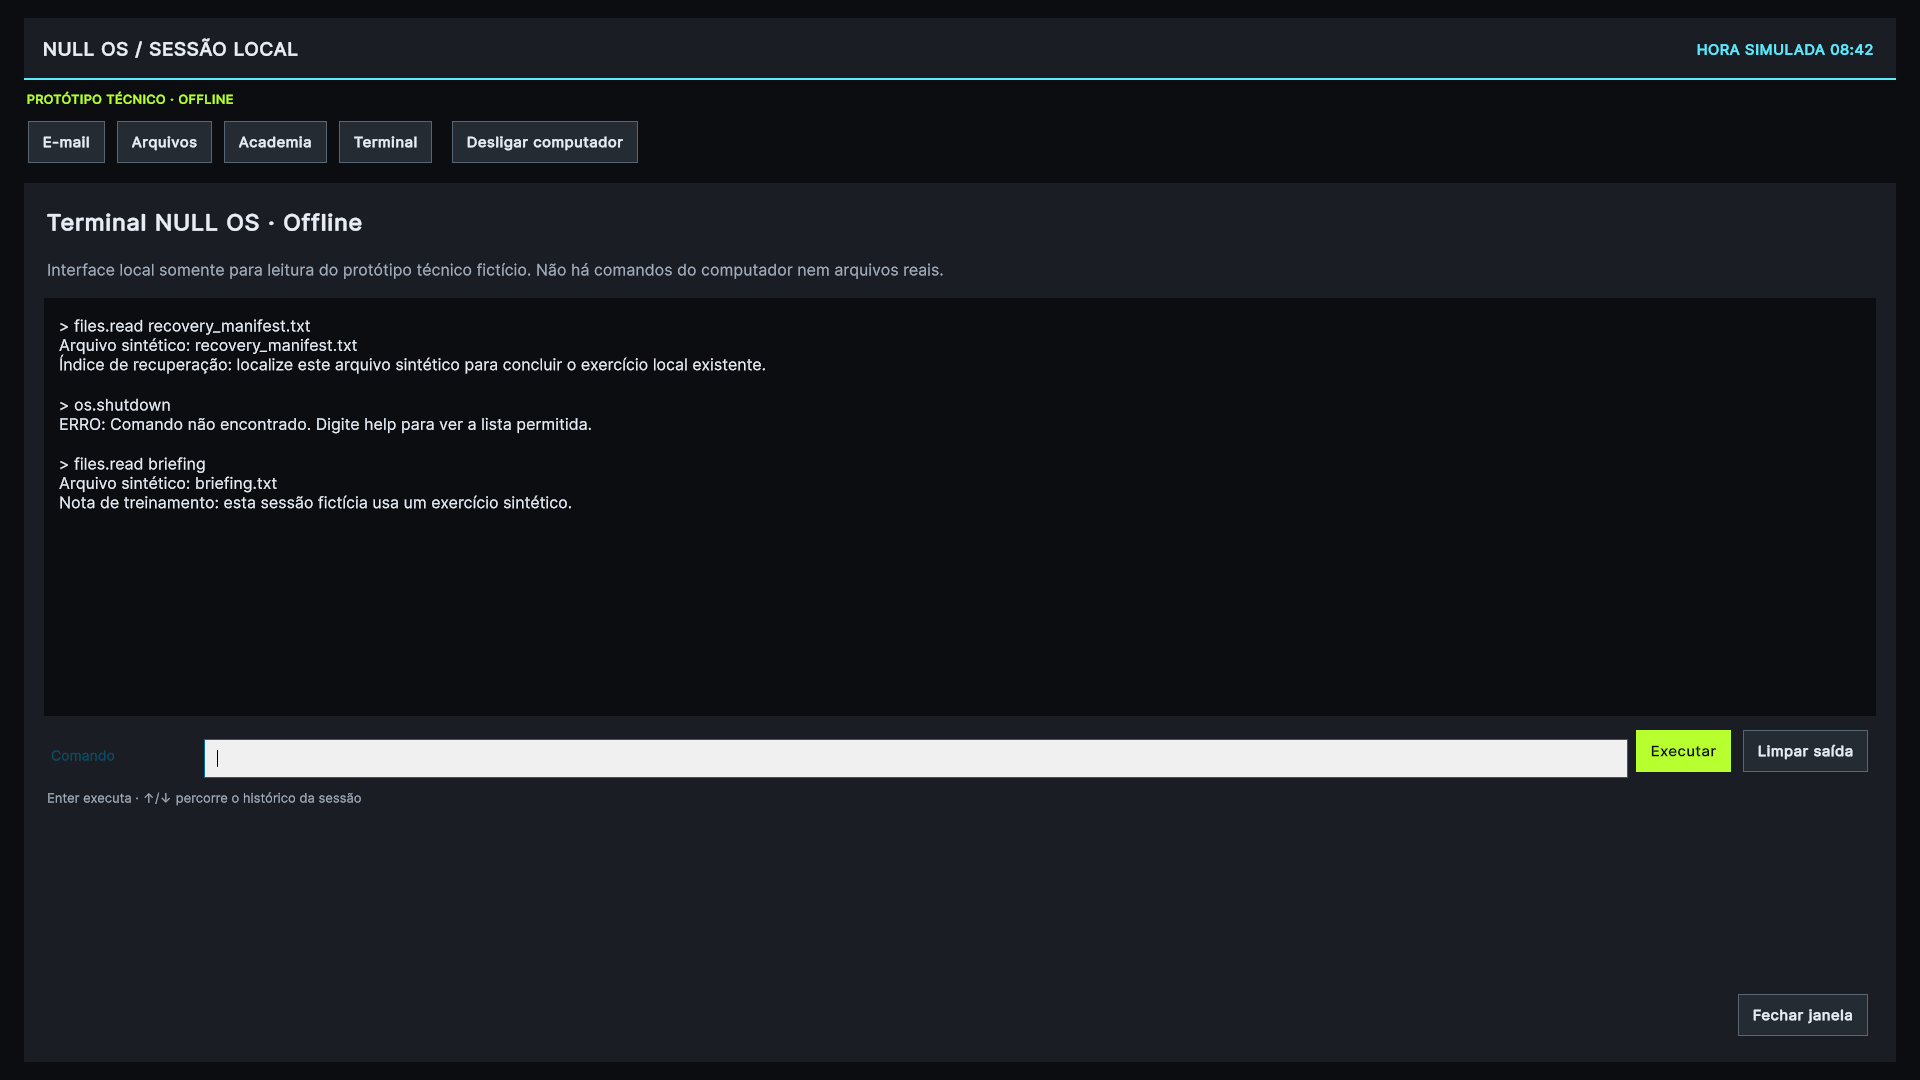 NULL OS / SESSÃO LOCAL
HORA SIMULADA 08:42
PROTÓTIPO TÉCNICO · OFFLINE
E-mail
Arquivos
Academia
Terminal
Desligar computador
Terminal NULL OS · Offline
Interface local somente para leitura do protótipo técnico fictício. Não há comandos do computador nem arquivos reais.
> files.read recovery_manifest.txt
Arquivo sintético: recovery_manifest.txt
Índice de recuperação: localize este arquivo sintético para concluir o exercício local existente.
> os.shutdown
ERRO: Comando não encontrado. Digite help para ver a lista permitida.
> files.read briefing
Arquivo sintético: briefing.txt
Nota de treinamento: esta sessão fictícia usa um exercício sintético.
Comando
Executar
Limpar saída
Enter executa · ↑/↓ percorre o histórico da sessão
Fechar janela